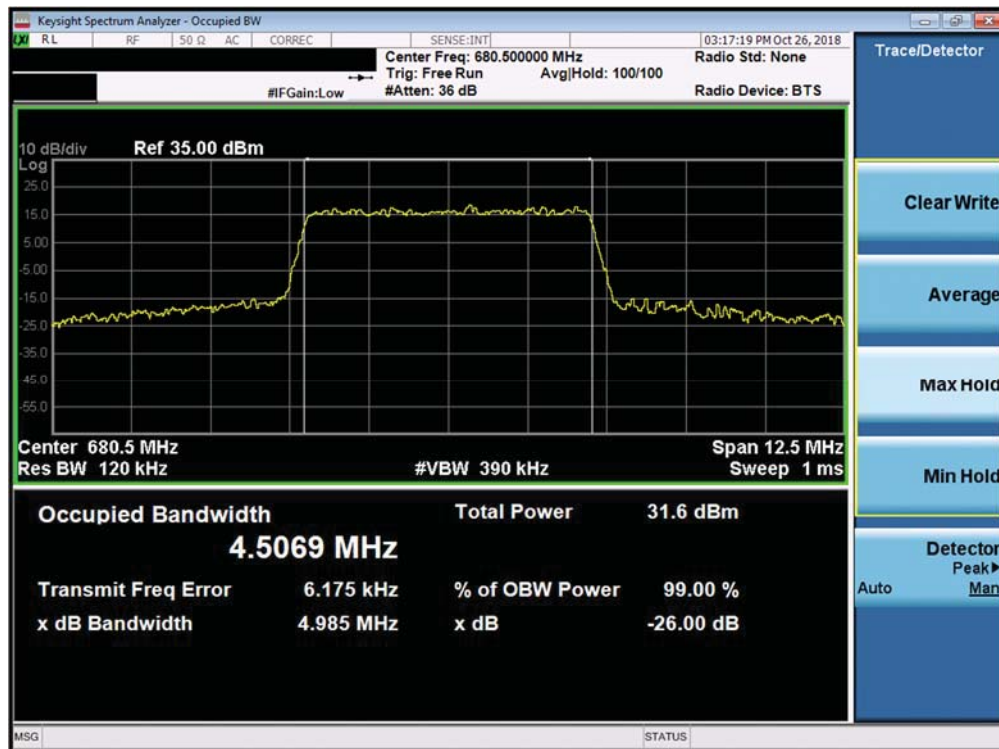 Keysight Spectrum Analyzer - Occupied BW
LXI RL RF 50 Ω AC CORREC SENSE:INT 03:17:19 PM Oct 26, 2018
Center Freq: 680.500000 MHz Radio Std: None
Trig: Free Run Avg|Hold: 100/100
#IFGain:Low #Atten: 36 dB Radio Device: BTS
Trace/Detector
10 dB/div Ref 35.00 dBm
Log
25.0
15.0
5.00
-5.00
-15.0
-25.0
-35.0
-45.0
-55.0
Center 680.5 MHz Span 12.5 MHz
Res BW 120 kHz #VBW 390 kHz Sweep 1 ms
Clear Write
Average
Max Hold
Min Hold
Detector
Peak▶
Auto Man
Occupied Bandwidth Total Power 31.6 dBm
4.5069 MHz
Transmit Freq Error 6.175 kHz % of OBW Power 99.00 %
x dB Bandwidth 4.985 MHz x dB -26.00 dB
MSG STATUS